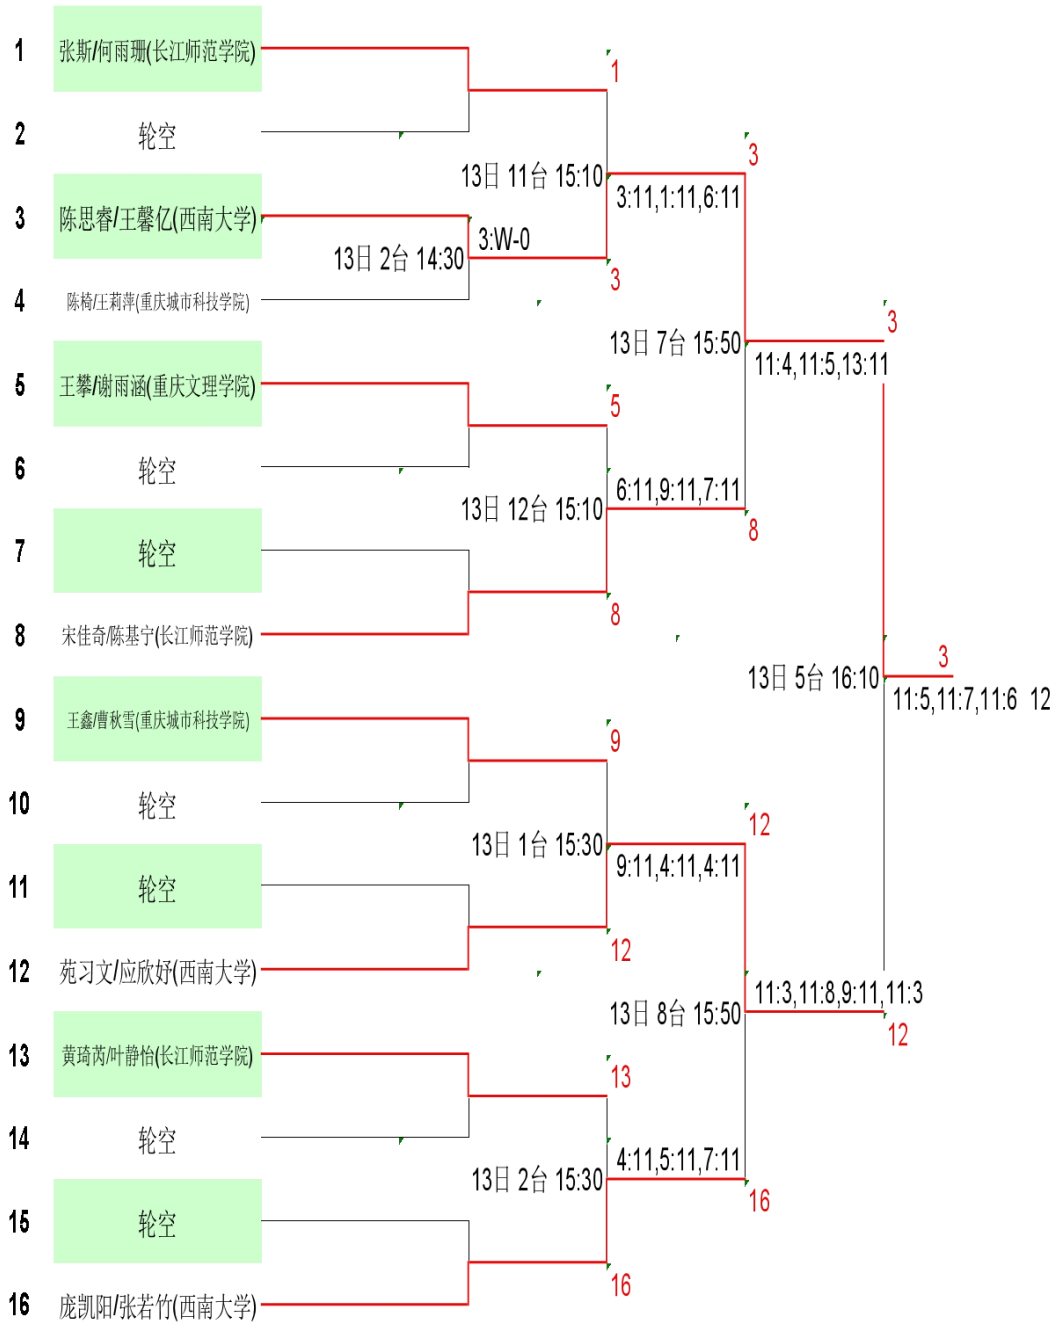 1 张斯/何雨珊(长江师范学院)
1
2 轮空
13日 11台 15:10
3
3:11,1:11,6:11
3 陈思睿/王馨亿(西南大学)
13日 2台 14:30
3:W-0
3
4 陈椅/王莉萍(重庆城市科技学院)
13日 7台 15:50
3
11:4,11:5,13:11
5 王攀/谢雨涵(重庆文理学院)
5
6 轮空
13日 12台 15:10
6:11,9:11,7:11
8
7 轮空
8
8 宋佳奇/陈基宁(长江师范学院)
13日 5台 16:10
3
11:5,11:7,11:6 12
9 王鑫/曹秋雪(重庆城市科技学院)
9
10 轮空
13日 1台 15:30
12
9:11,4:11,4:11
11 轮空
12
12 苑习文/应欣妤(西南大学)
13日 8台 15:50
11:3,11:8,9:11,11:3
12
13 黄琦芮/叶静怡(长江师范学院)
13
14 轮空
13日 2台 15:30
4:11,5:11,7:11
16
15 轮空
16
16 庞凯阳/张若竹(西南大学)